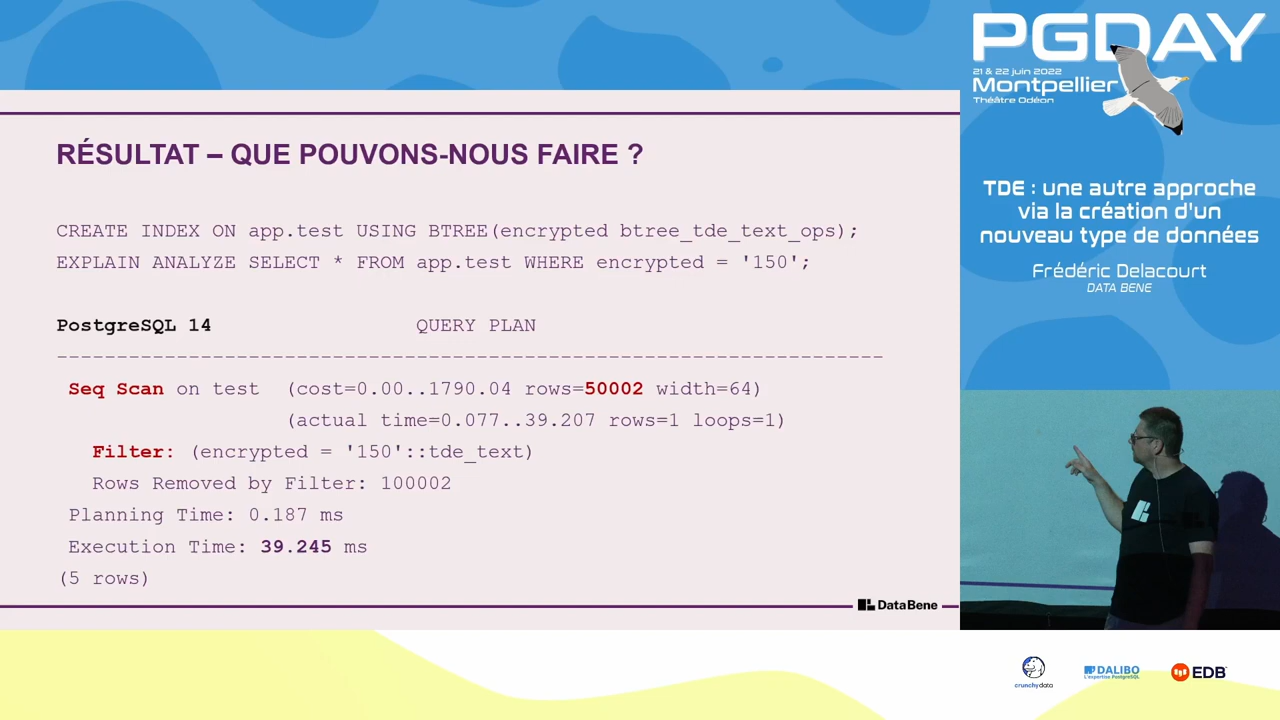 RÉSULTAT – QUE POUVONS-NOUS FAIRE ?
CREATE INDEX ON app.test USING BTREE(encrypted btree_tde_text_ops);
EXPLAIN ANALYZE SELECT * FROM app.test WHERE encrypted = '150';
PostgreSQL 14 QUERY PLAN
---------------------------------------------------------------------
Seq Scan on test (cost=0.00..1790.04 rows=50002 width=64)
(actual time=0.077..39.207 rows=1 loops=1)
Filter: (encrypted = '150'::tde_text)
Rows Removed by Filter: 100002
Planning Time: 0.187 ms
Execution Time: 39.245 ms
(5 rows)
DataBene
PGDAY
21 & 22 juin 2022
Montpellier
Théâtre Odéon
TDE : une autre approche
via la création d'un
nouveau type de données
Frédéric Delacourt
DATA BENE
crunchydata
DALIBO
L'expertise PostgreSQL
EDB